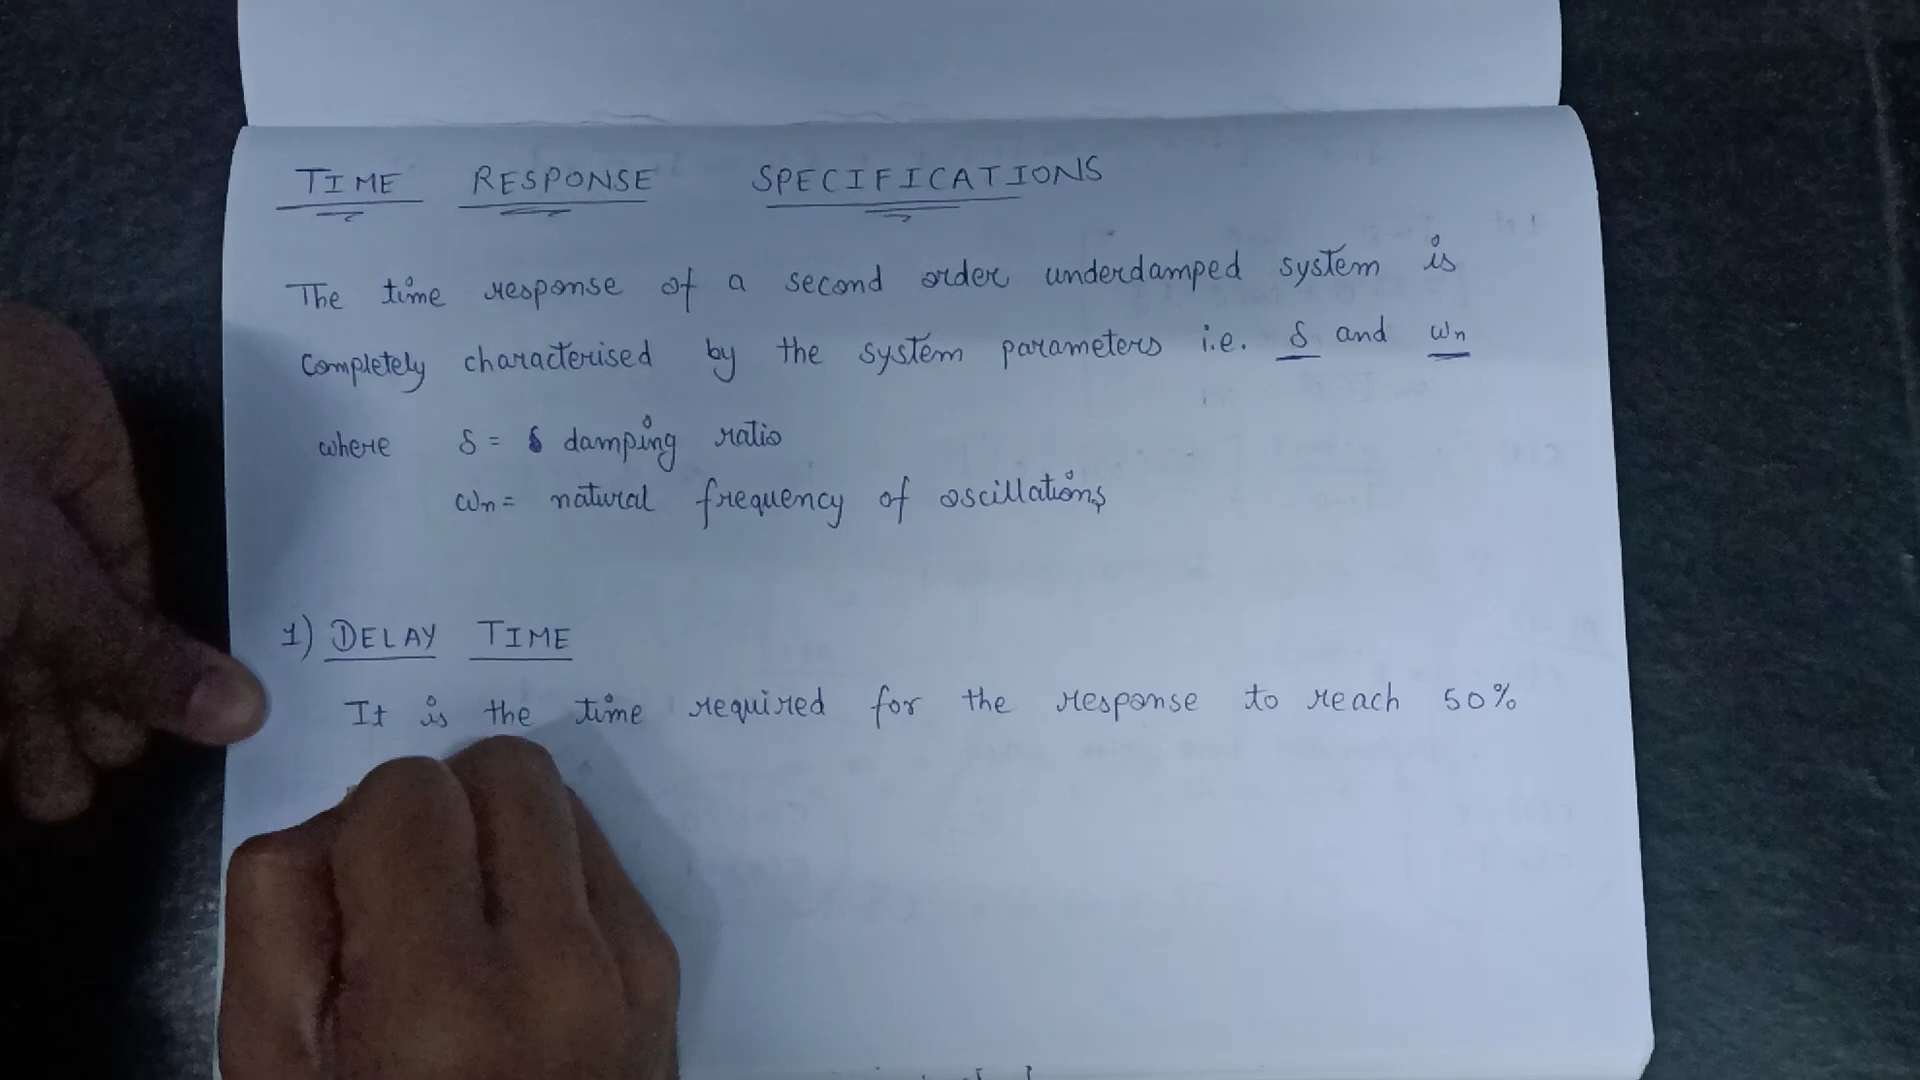 TIME RESPONSE SPECIFICATIONS
The time response of a second order underdamped system is
completely characterised by the system parameters i.e. δ and ωn
where δ = δ damping ratio
ωn = natural frequency of oscillations
1) DELAY TIME
It is the time required for the response to reach 50%